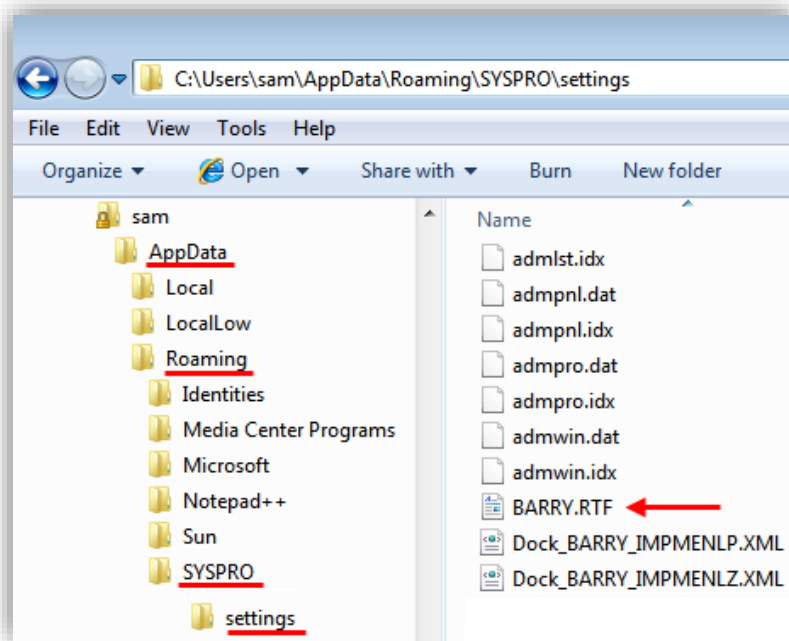 C:\Users\sam\AppData\Roaming\SYSPRO\settings
File Edit View Tools Help
Organize Open Share with Burn New folder
sam
AppData
Local
LocalLow
Roaming
Identities
Media Center Programs
Microsoft
Notepad++
Sun
SYSPRO
settings
Name
admlst.idx
admpnl.dat
admpnl.idx
admpro.dat
admpro.idx
admwin.dat
admwin.idx
BARRY.RTF
Dock_BARRY_IMPMENLP.XML
Dock_BARRY_IMPMENLZ.XML